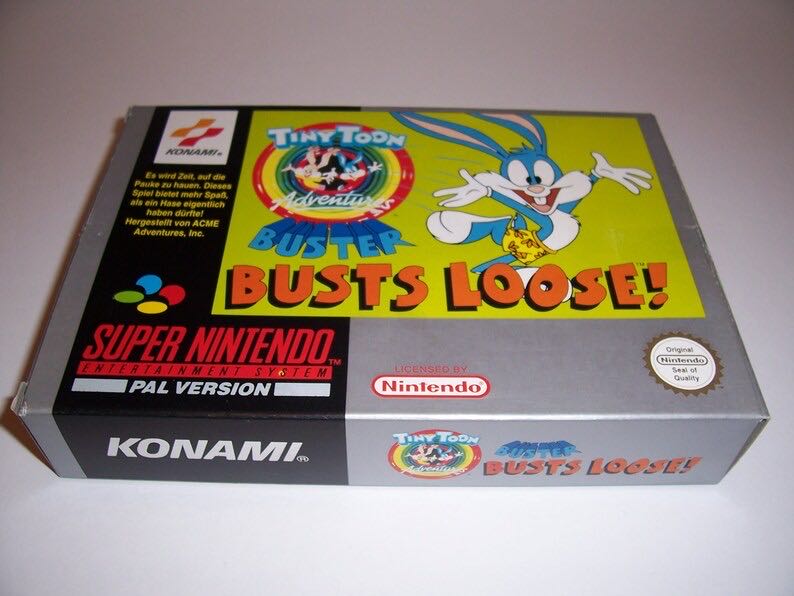 KONAMI®
Es wird Zeit, auf die
Pauke zu hauen. Dieses
Spiel bietet mehr Spaß,
als ein Hase eigentlich
haben dürfte!
Hergestellt von ACME
Adventures, Inc.
TINY TOON
Adventures
BUSTER
BUSTS LOOSE!™
SUPER NINTENDO™
ENTERTAINMENT SYSTEM
PAL VERSION
LICENSED BY
Nintendo®
Original
Nintendo
Seal of
Quality
KONAMI®
TINY TOON
Adventures
BUSTER
BUSTS LOOSE!